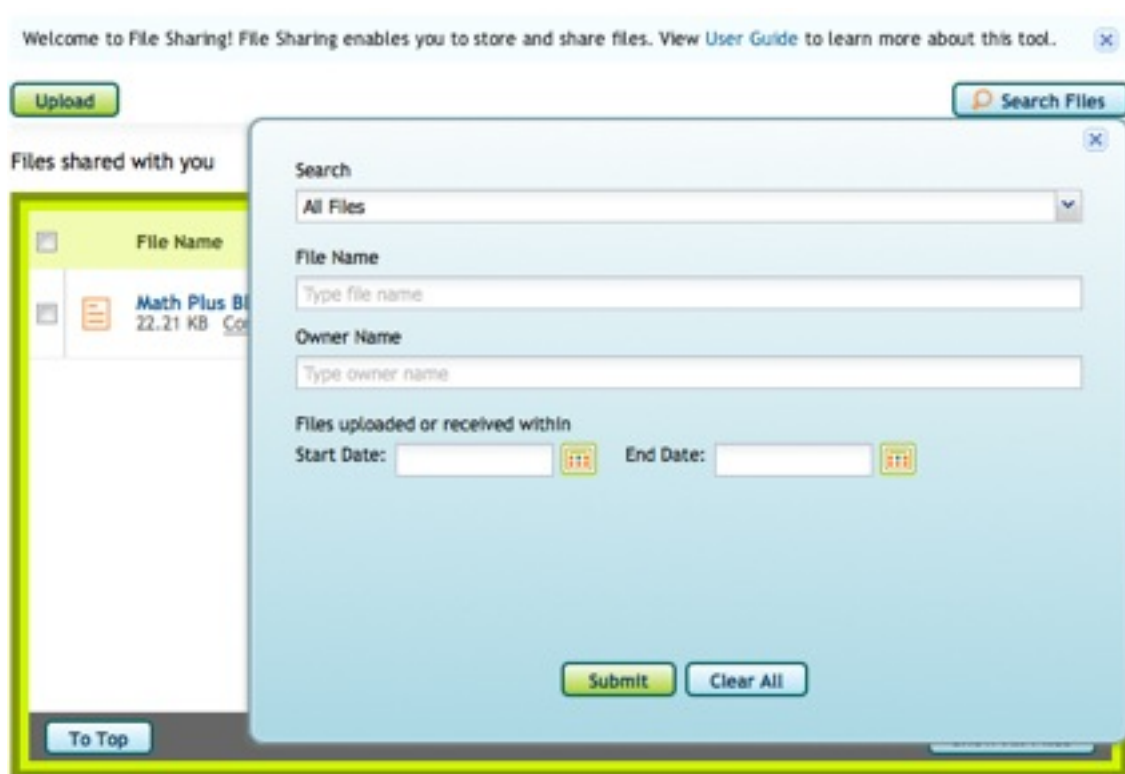 Welcome to File Sharing! File Sharing enables you to store and share files. View User Guide to learn more about this tool.
Upload
Search Files
Files shared with you
Search
All Files
File Name
File Name
Type file name
Math Plus
22.21 KB
Owner Name
Type owner name
Files uploaded or received within
Start Date: End Date:
Submit Clear All
To Top